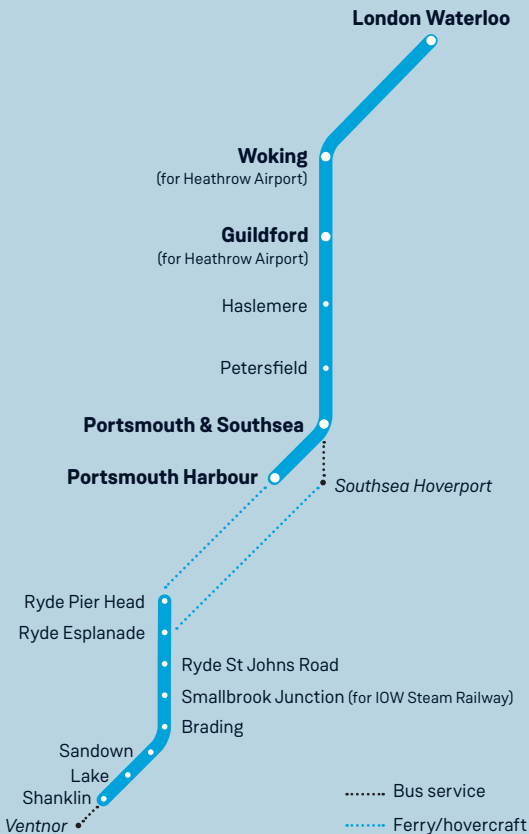 London Waterloo
Woking
(for Heathrow Airport)
Guildford
(for Heathrow Airport)
Haslemere
Petersfield
Portsmouth & Southsea
Portsmouth Harbour
Southsea Hoverport
Ryde Pier Head
Ryde Esplanade
Ryde St Johns Road
Smallbrook Junction (for IOW Steam Railway)
Brading
Sandown
Lake
Shanklin
Ventnor
Bus service
Ferry/hovercraft